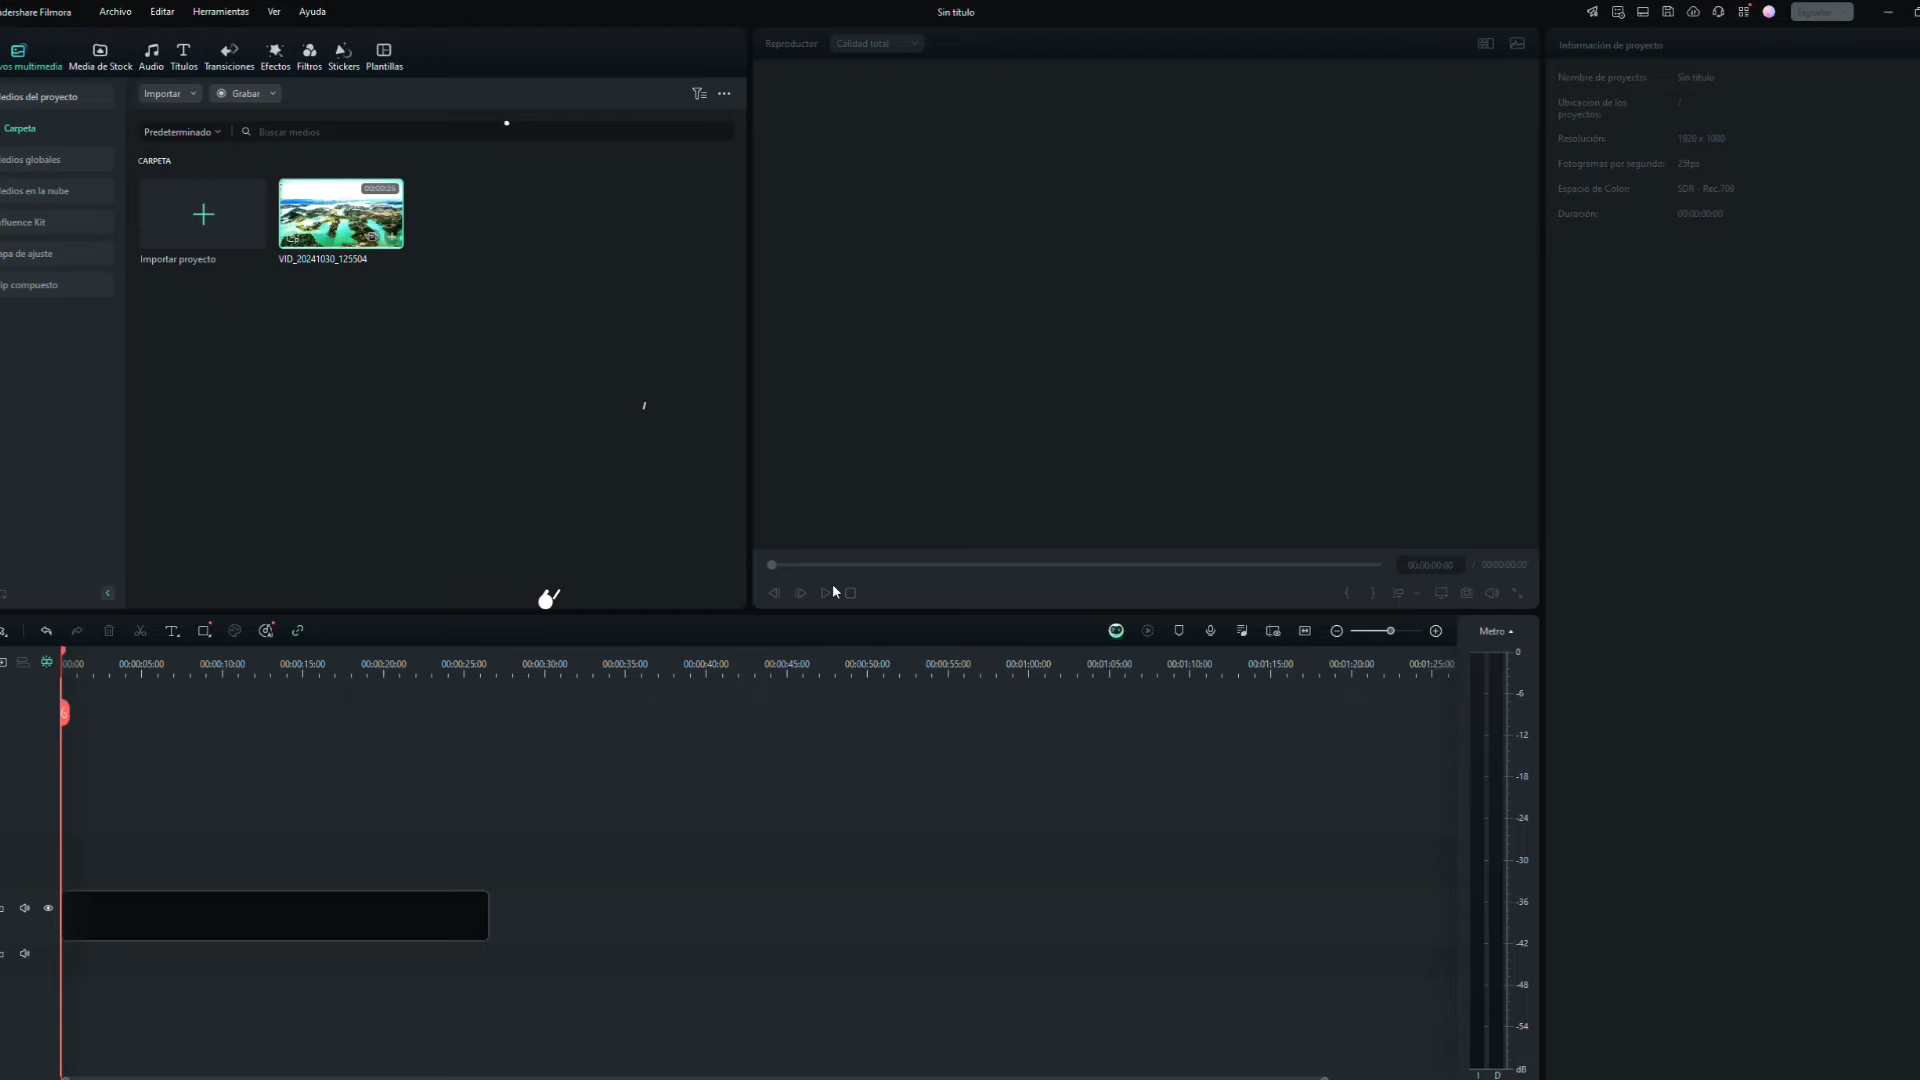 dershare Filmora
Archivo
Editar
Herramientas
Ver
Ayuda
Sin título
Exportar
vos multimedia
Media de Stock
Audio
Títulos
Transiciones
Efectos
Filtros
Stickers
Plantillas
Reproductor
Calidad total
Información de proyecto
edios del proyecto
Importar
Grabar
Nombre de proyecto: Sin título
Ubicación de los proyectos: /
Carpeta
Predeterminado
Buscar medios
Resolución: 1920 x 1080
edios globales
CARPETA
Fotogramas por segundo: 25fps
edios en la nube
00:00:26
Espacio de Color: SDR - Rec.709
nfluence Kit
Duración: 00:00:00:00
apa de ajuste
Importar proyecto
VID_20241030_125504
ip compuesto
00:00:00:00 / 00:00:00:00
Metro
00:00 00:00:05:00 00:00:10:00 00:00:15:00 00:00:20:00 00:00:25:00 00:00:30:00 00:00:35:00 00:00:40:00 00:00:45:00 00:00:50:00 00:00:55:00 00:01:00:00 00:01:05:00 00:01:10:00 00:01:15:00 00:01:20:00 00:01:25:00
0
-6
-12
-18
-24
-30
-36
-42
-48
-54
dB
I D